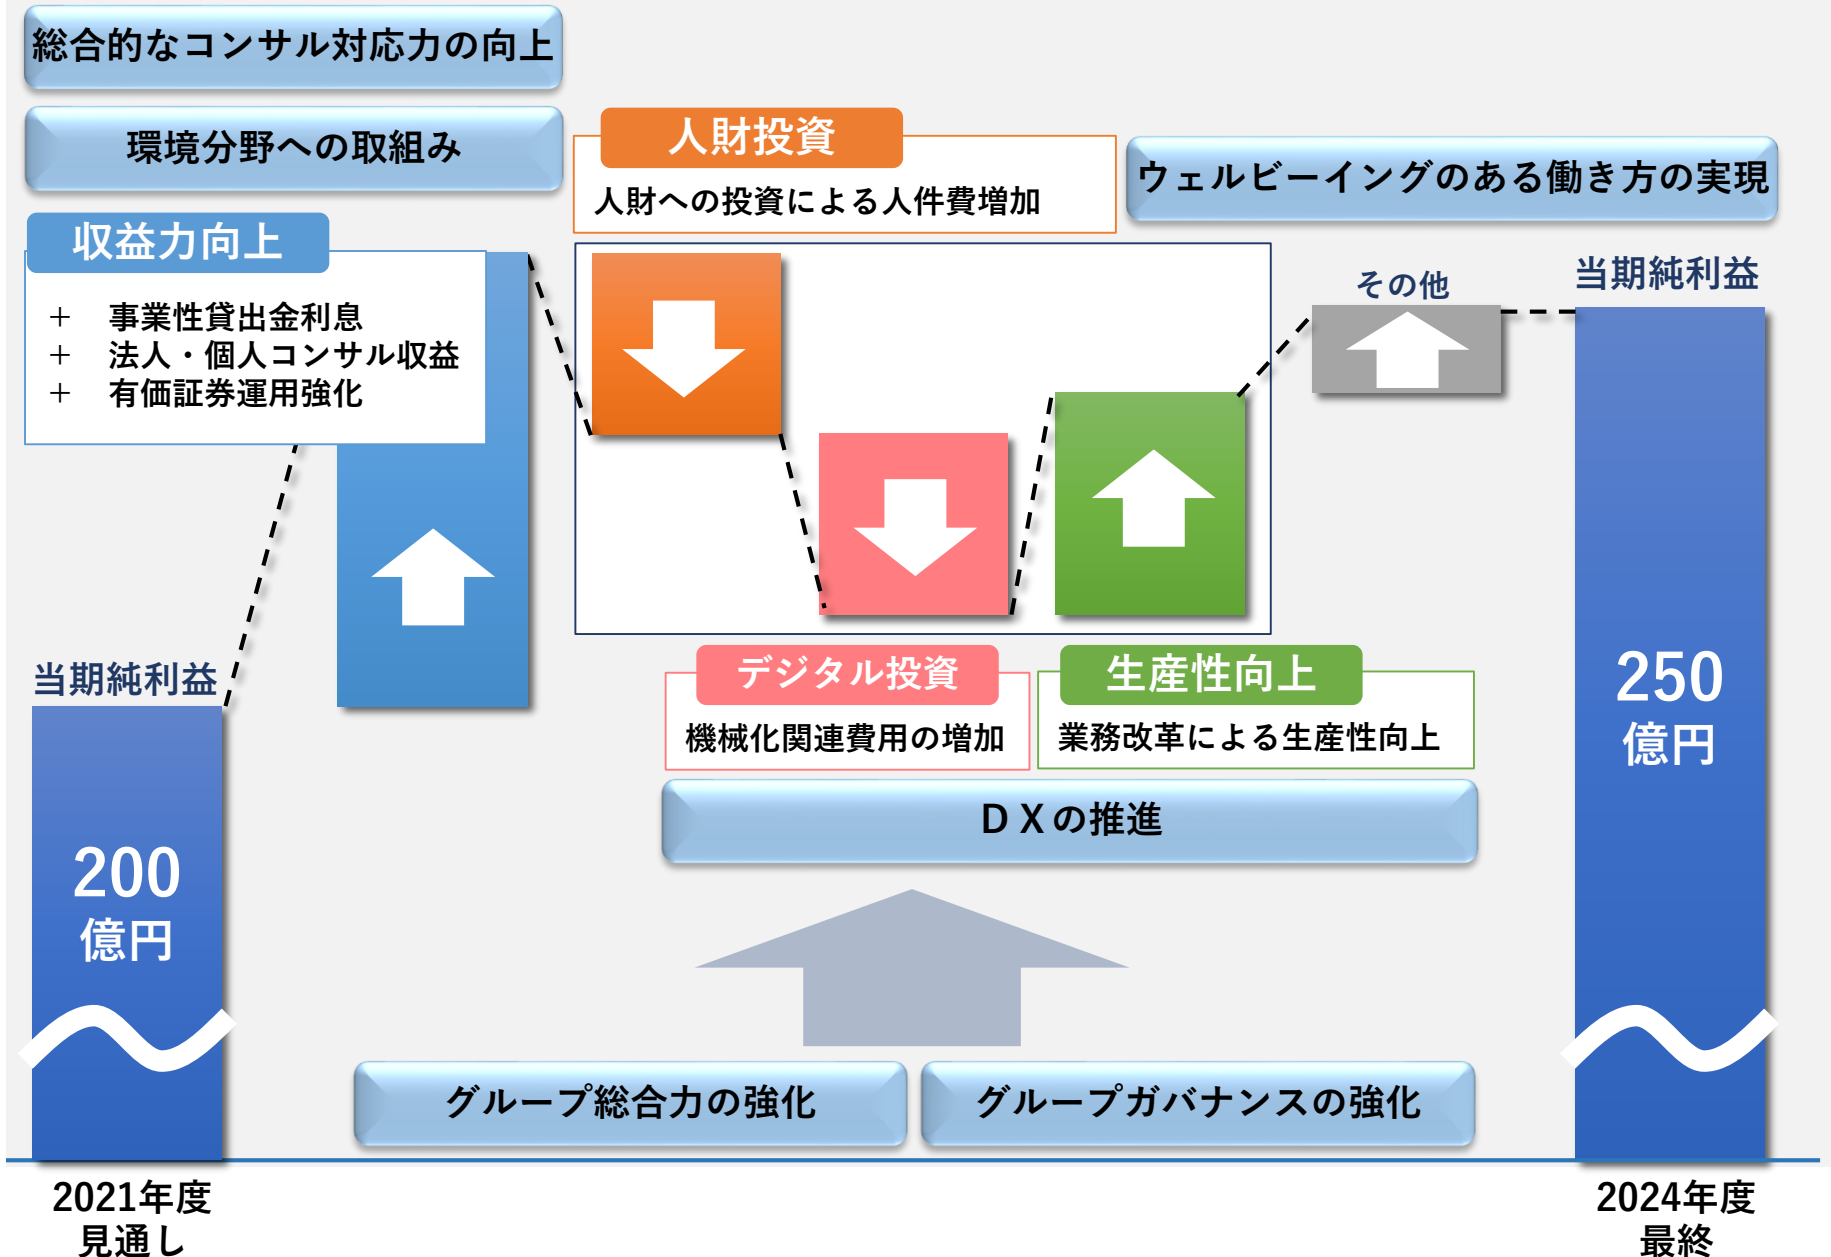 総合的なコンサル対応力の向上
環境分野への取組み
収益力向上
＋ 事業性貸出金利息
＋ 法人・個人コンサル収益
＋ 有価証券運用強化
人財投資
人財への投資による人件費増加
ウェルビーイングのある働き方の実現
その他
当期純利益
当期純利益
デジタル投資
機械化関連費用の増加
生産性向上
業務改革による生産性向上
ＤＸの推進
200
億円
250
億円
グループ総合力の強化
グループガバナンスの強化
2021年度
見通し
2024年度
最終